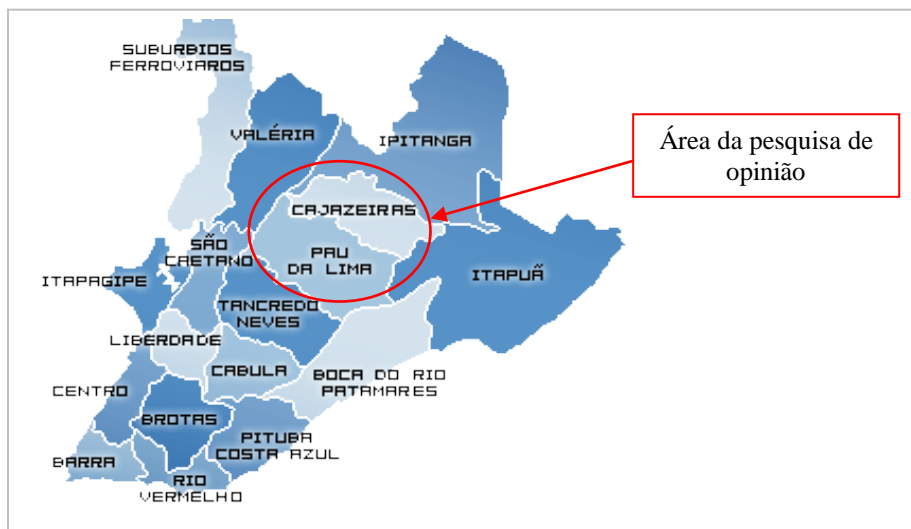 SUBURBIOS
FERROVIAROS
VALÉRIA
IPITANGA
Área da pesquisa de
opinião
CAJAZEIRAS
SÃO
CAETANO
PAU
DA LIMA
ITAPAGIPE
ITAPUÃ
TANCREDO
NEVES
LIBERDADE
CABULA
BOCA DO RIO
PATAMARES
CENTRO
BROTAS
PITUBA
COSTA AZUL
BARRA
RIO
VERMELHO